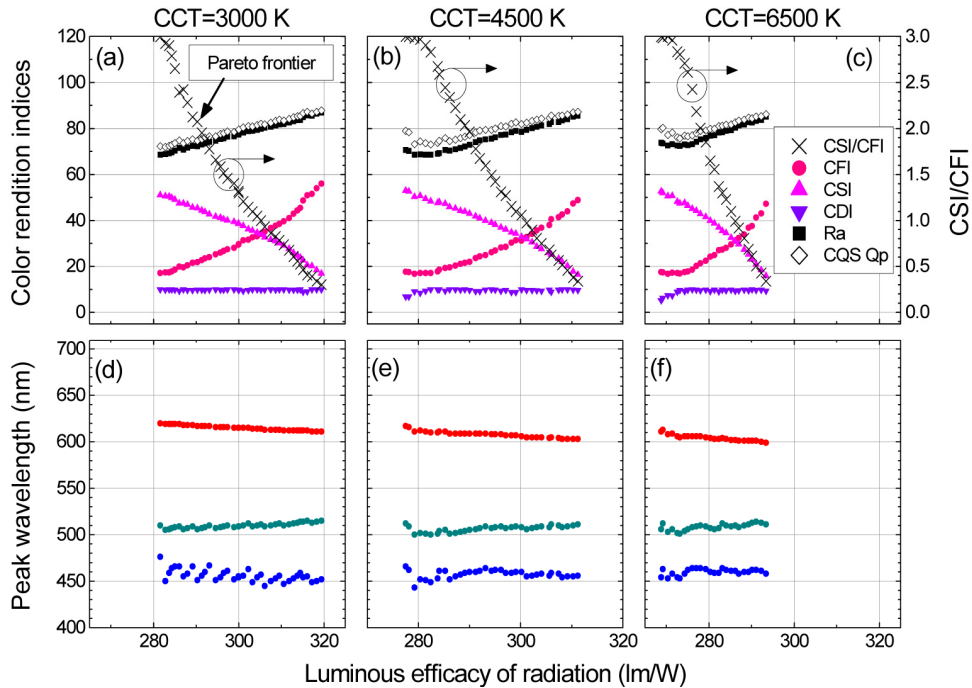 CCT=3000 K
CCT=4500 K
CCT=6500 K
Color rendition indices
120
100
80
60
40
20
0
(a)
Pareto frontier
(b)
(c)
3.0
2.5
2.0
1.5
1.0
0.5
0.0
CSI/CFI
CSI/CFI
CFI
CSI
CDI
Ra
CQS Qp
Peak wavelength (nm)
700
650
600
550
500
450
400
(d)
(e)
(f)
280 300 320
280 300 320
280 300 320
Luminous efficacy of radiation (lm/W)